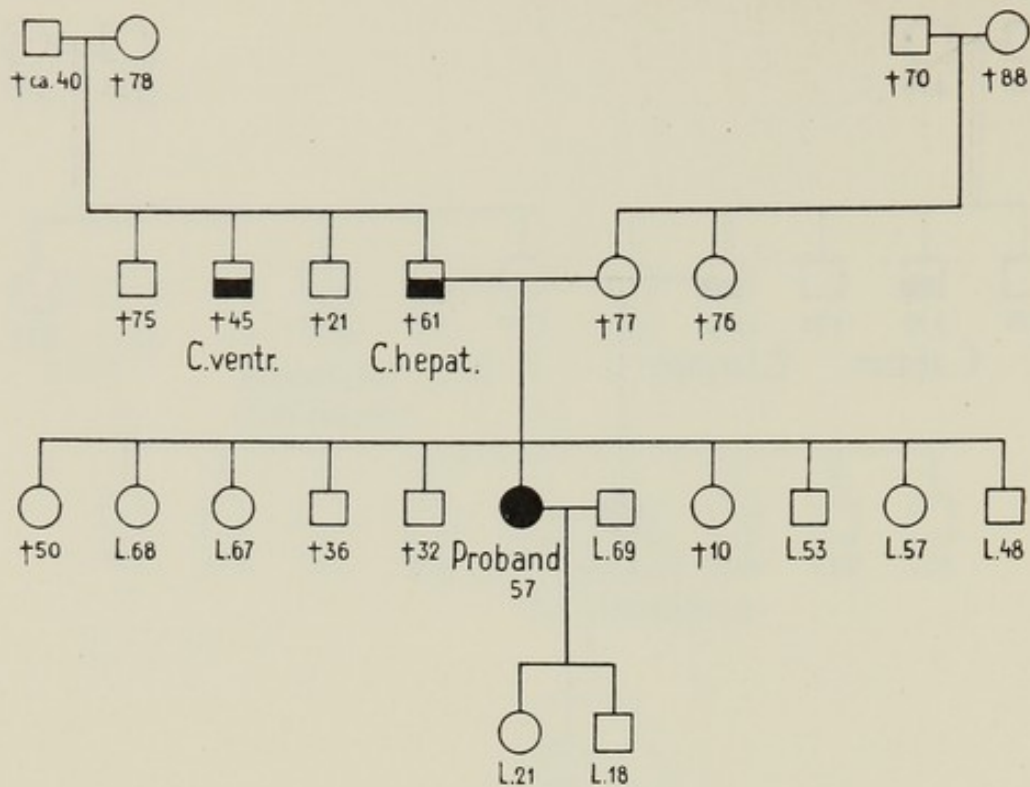 †ca.40 †78 †70 †88
†75 †45 †21 †61 †77 †76
C.ventr. C.hepat.
†50 L.68 L.67 †36 †32 Proband L.69 †10 L.53 L.57 L.48
57
L.21 L.18